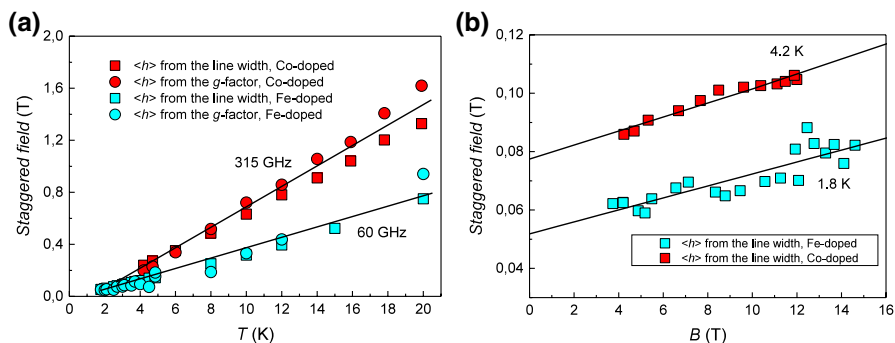 (a)
Staggered field (T)
2,0
1,6
1,2
0,8
0,4
0,0
<h> from the line width, Co-doped
<h> from the g-factor, Co-doped
<h> from the line width, Fe-doped
<h> from the g-factor, Fe-doped
315 GHz
60 GHz
0 2 4 6 8 10 12 14 16 18 20
T (K)
(b)
Staggered field (T)
0,12
0,10
0,08
0,06
0,04
4.2 K
1.8 K
<h> from the line width, Fe-doped
<h> from the line width, Co-doped
0 2 4 6 8 10 12 14 16
B (T)